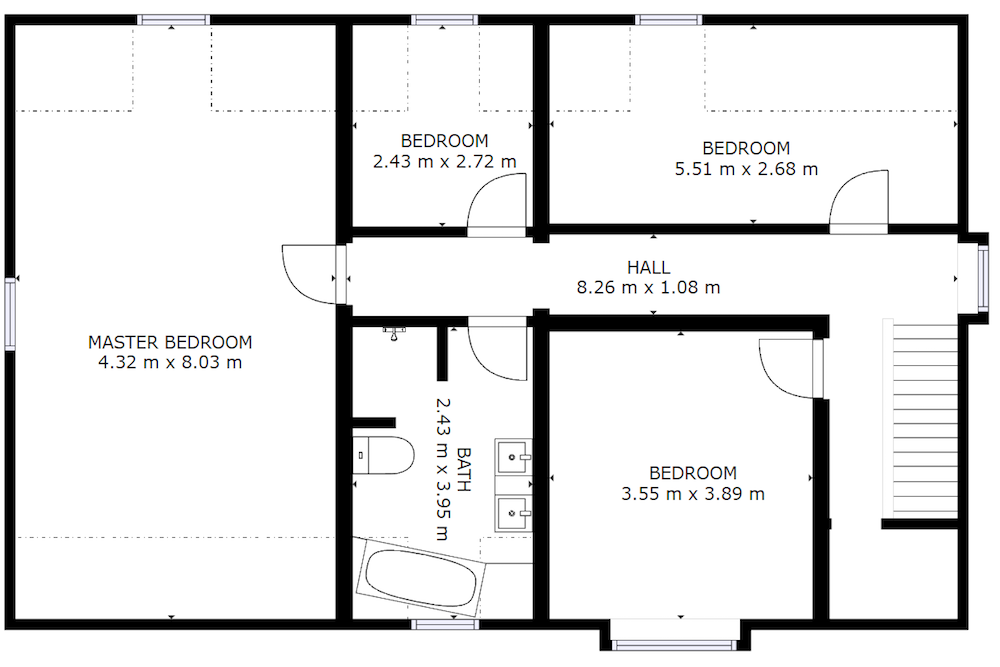 BEDROOM
2.43 m x 2.72 m
BEDROOM
5.51 m x 2.68 m
HALL
8.26 m x 1.08 m
MASTER BEDROOM
4.32 m x 8.03 m
BATH
2.43 m x 3.95 m
BEDROOM
3.55 m x 3.89 m